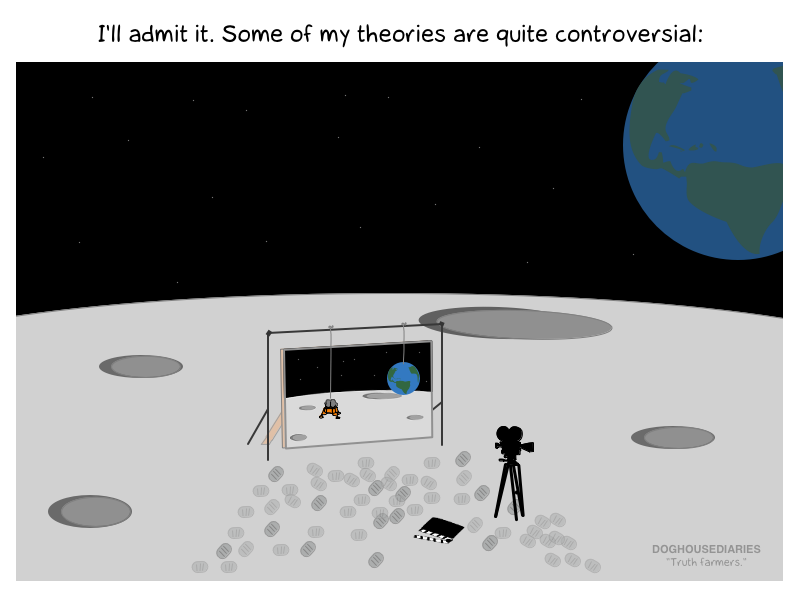 I'll admit it. Some of my theories are quite controversial:
DOGHOUSEDIARIES
"Truth farmers."